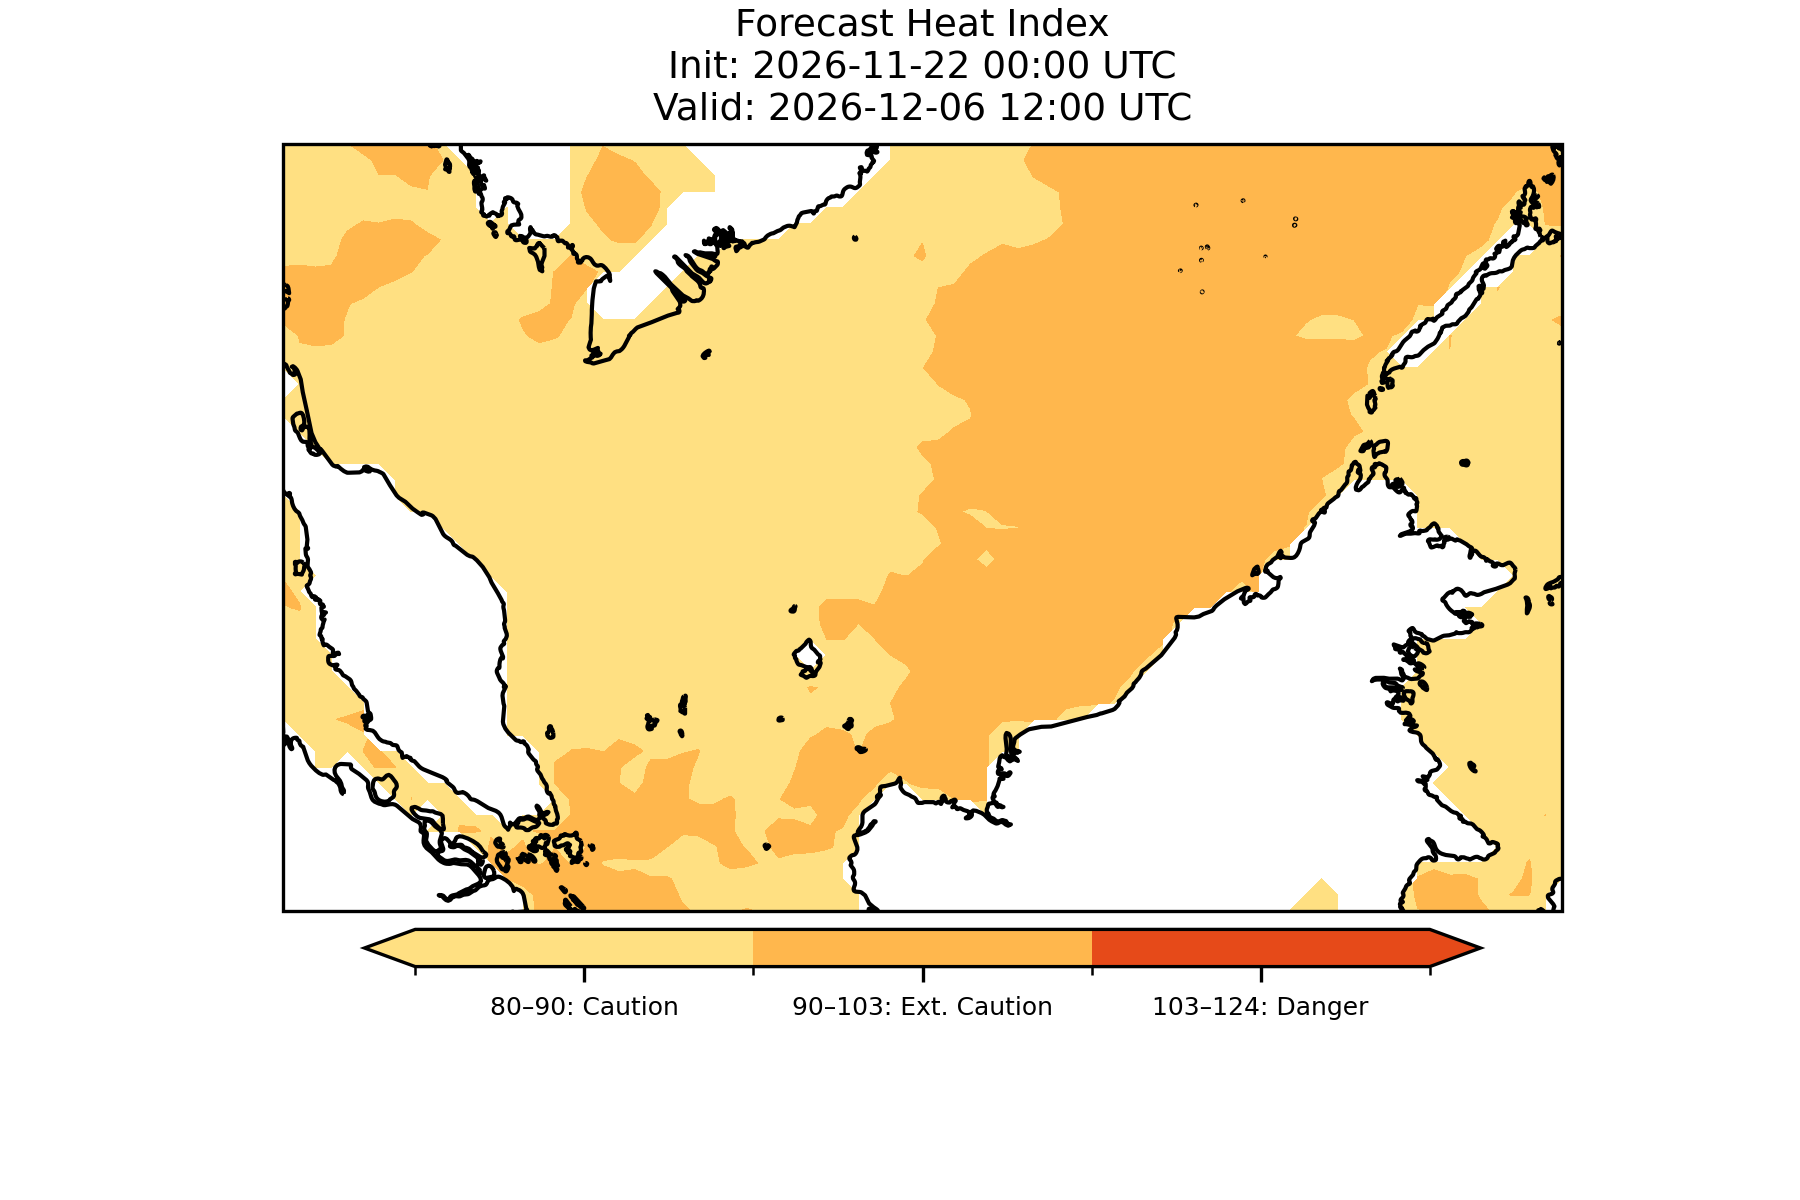 Forecast Heat Index
Init: 2026-11-22 00:00 UTC
Valid: 2026-12-06 12:00 UTC
80–90: Caution
90–103: Ext. Caution
103–124: Danger